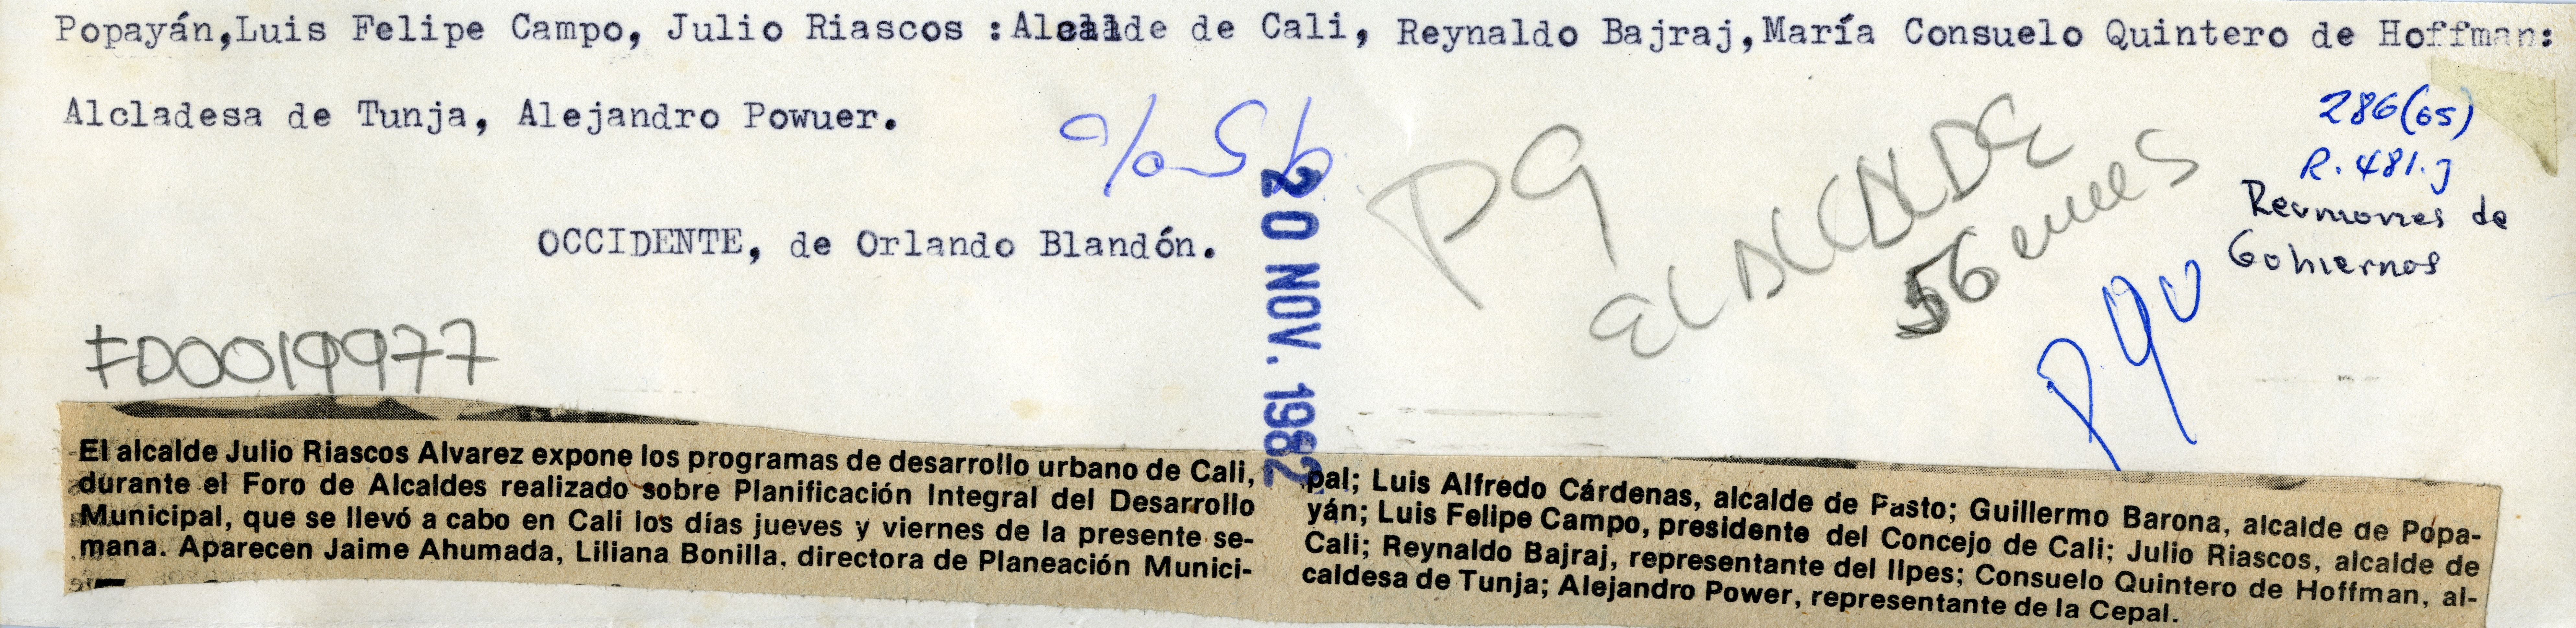 Popayán,Luis Felipe Campo, Julio Riascos :Alcalde de Cali, Reynaldo Bajraj,María Consuelo Quintero de Hoffman:
Alcladesa de Tunja, Alejandro Powuer.
OCCIDENTE, de Orlando Blandón.
20 NOV. 1982
P9
56
286(65)
R. 481.j
Reuniones de
Gobiernos
FD0019977
El alcalde Julio Riascos Alvarez expone los programas de desarrollo urbano de Cali,
durante el Foro de Alcaldes realizado sobre Planificación Integral del Desarrollo
Municipal, que se llevó a cabo en Cali los días jueves y viernes de la presente se-
mana. Aparecen Jaime Ahumada, Liliana Bonilla, directora de Planeación Munici-
pal; Luis Alfredo Cárdenas, alcalde de Pasto; Guillermo Barona, alcalde de Popa-
yán; Luis Felipe Campo, presidente del Concejo de Cali; Julio Riascos, alcalde de
Cali; Reynaldo Bajraj, representante del Ilpes; Consuelo Quintero de Hoffman, al-
caldesa de Tunja; Alejandro Power, representante de la Cepal.